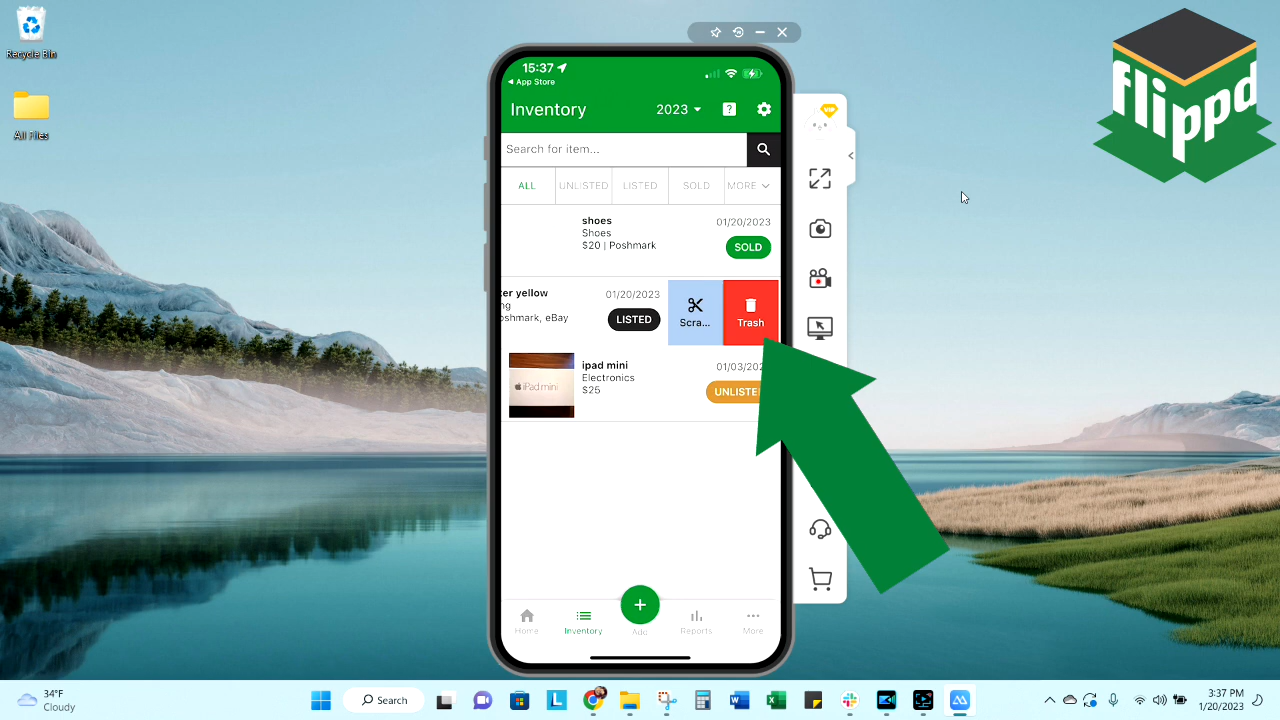 Recycle Bin
All Files
flippd
15:37
App Store
Inventory
2023
VIP
Search for item...
ALL
UNLISTED
LISTED
SOLD
MORE
shoes
01/20/2023
Shoes
$20 | Poshmark
SOLD
ter yellow
01/20/2023
ng
oshmark, eBay
LISTED
Scra...
Trash
iPad mini
ipad mini
01/03/202
Electronics
$25
UNLISTE
Home
Inventory
Add
Reports
More
34°F
Cloudy
Search
3:37 PM
1/20/2023